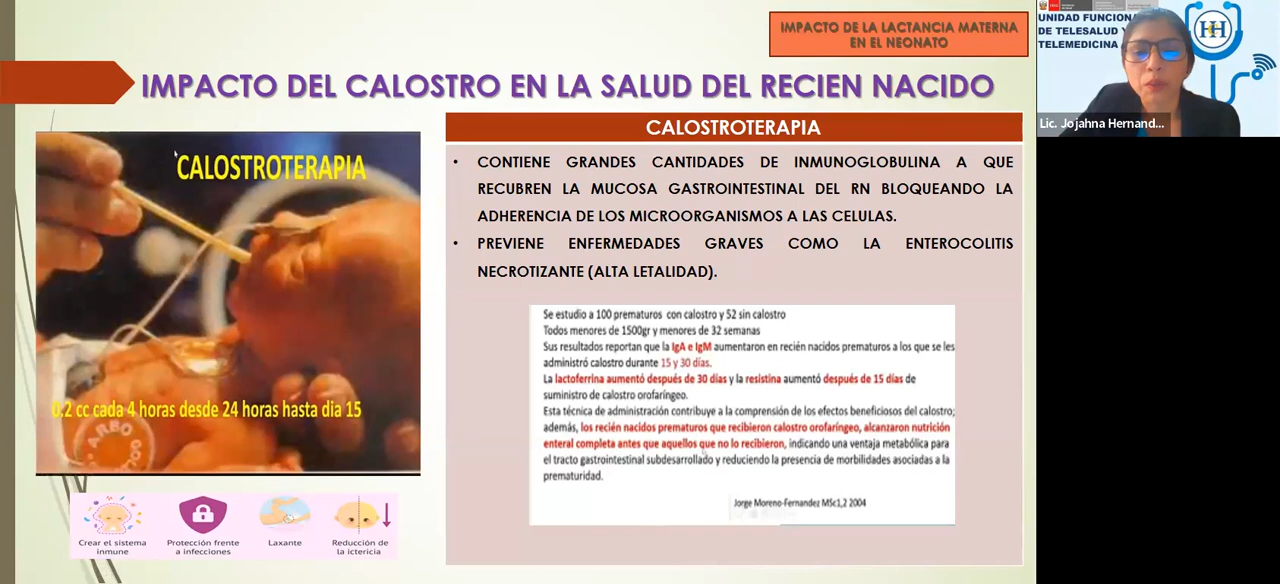 IMPACTO DE LA LACTANCIA MATERNA
EN EL NEONATO
IMPACTO DEL CALOSTRO EN LA SALUD DEL RECIEN NACIDO
CALOSTROTERAPIA
0.2 cc cada 4 horas desde 24 horas hasta dia 15
ARBO
Crear el sistema
inmune
Protección frente
a infecciones
Laxante
Reducción de
la ictericia
CALOSTROTERAPIA
• CONTIENE GRANDES CANTIDADES DE INMUNOGLOBULINA A QUE
RECUBREN LA MUCOSA GASTROINTESTINAL DEL RN BLOQUEANDO LA
ADHERENCIA DE LOS MICROORGANISMOS A LAS CELULAS.
• PREVIENE ENFERMEDADES GRAVES COMO LA ENTEROCOLITIS
NECROTIZANTE (ALTA LETALIDAD).
Se estudio a 100 prematuros con calostro y 52 sin calostro
Todos menores de 1500gr y menores de 32 semanas
Sus resultados reportan que la IgA e IgM aumentaron en recién nacidos prematuros a los que se les
administró calostro durante 15 y 30 días.
La lactoferrina aumentó después de 30 días y la resistina aumentó después de 15 días de
suministro de calostro orofaríngeo.
Esta técnica de administración contribuye a la comprensión de los efectos beneficiosos del calostro;
además, los recién nacidos prematuros que recibieron calostro orofaríngeo, alcanzaron nutrición
enteral completa antes que aquellos que no lo recibieron, indicando una ventaja metabólica para
el tracto gastrointestinal subdesarrollado y reduciendo la presencia de morbilidades asociadas a la
prematuridad.
Jorge Moreno-Fernandez MSc1,2 2004
UNIDAD FUNCION
DE TELESALUD Y
TELEMEDICINA
HH
Lic. Jojahna Hernand...